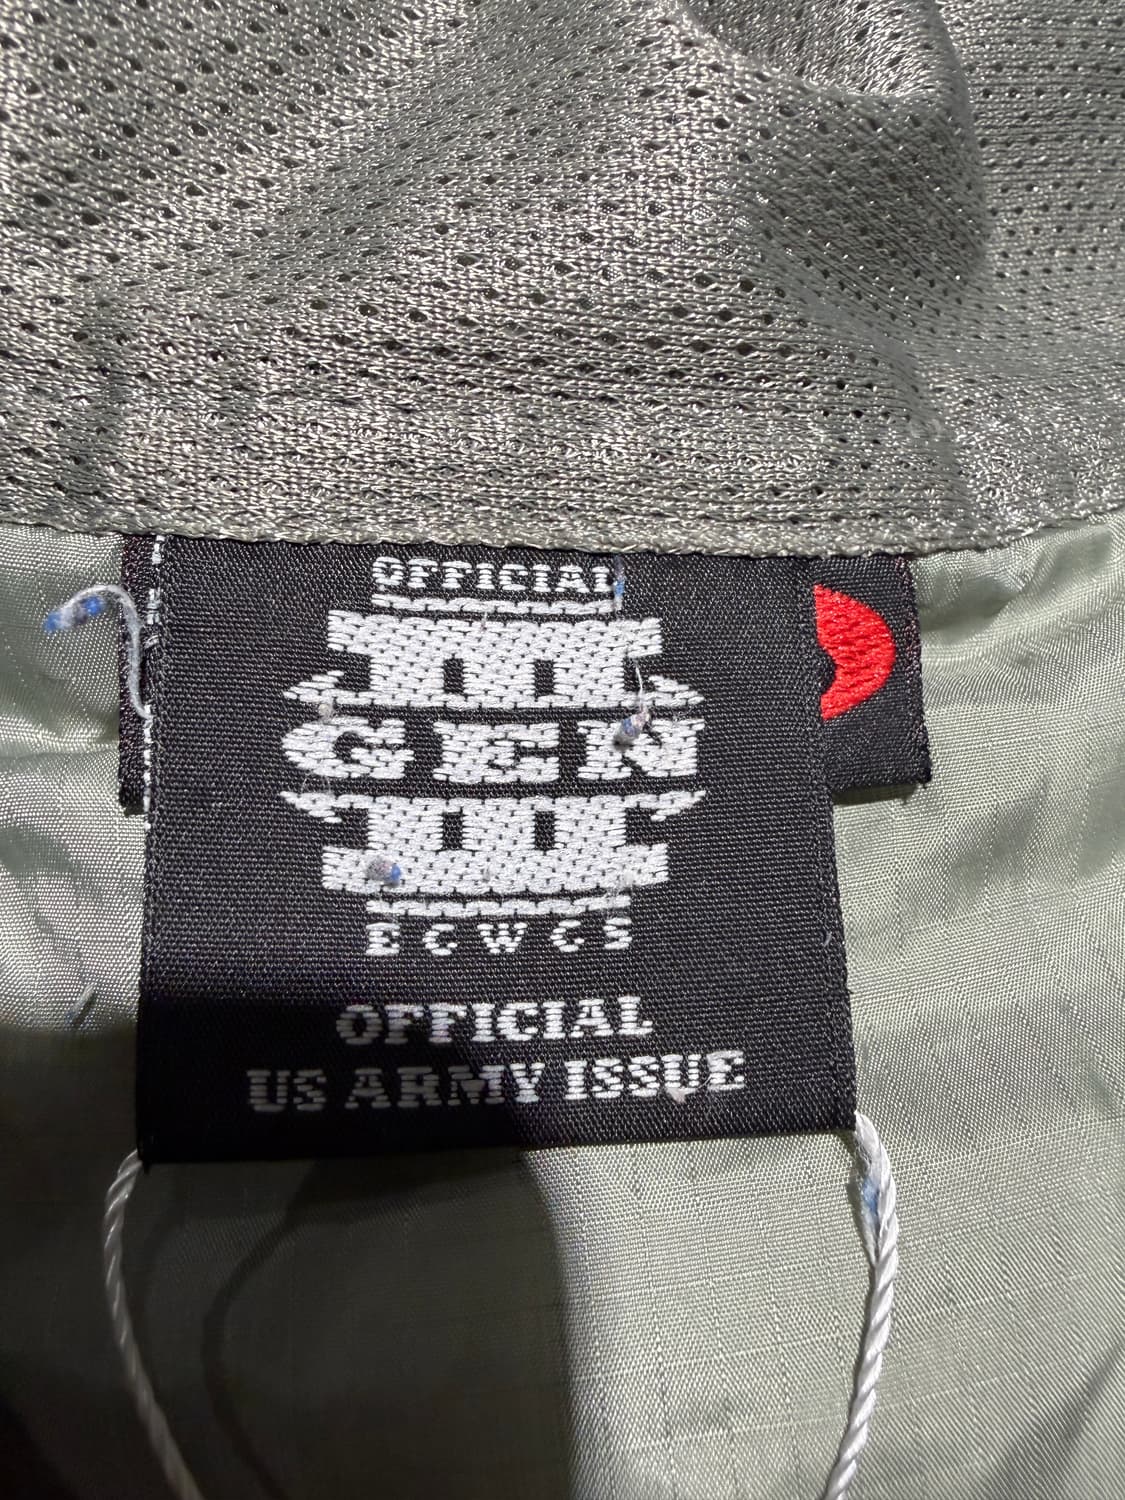 OFFICIAL
III
GEN
III
ECWCS
OFFICIAL
US ARMY ISSUE